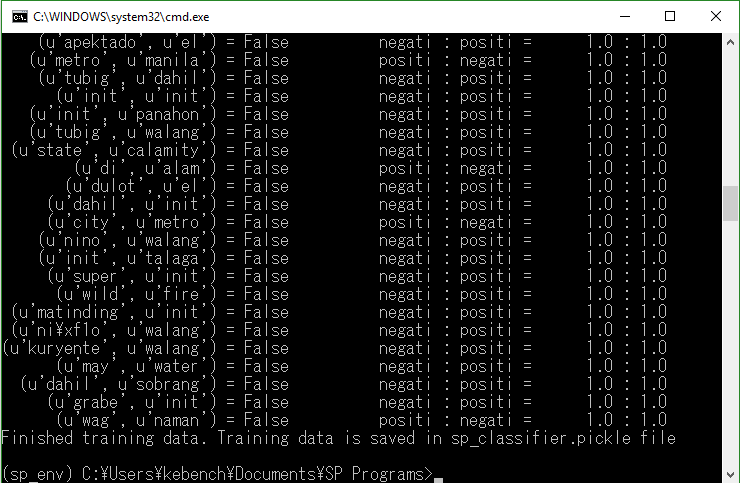 C:\WINDOWS\system32\cmd.exe
(u'apektado', u'el') = False negati : positi = 1.0 : 1.0
(u'metro', u'manila') = False positi : negati = 1.0 : 1.0
(u'tubig', u'dahil') = False negati : positi = 1.0 : 1.0
(u'init', u'init') = False negati : positi = 1.0 : 1.0
(u'init', u'panahon') = False negati : positi = 1.0 : 1.0
(u'tubig', u'walang') = False negati : positi = 1.0 : 1.0
(u'state', u'calamity') = False negati : positi = 1.0 : 1.0
(u'di', u'alam') = False positi : negati = 1.0 : 1.0
(u'dulot', u'el') = False negati : positi = 1.0 : 1.0
(u'dahil', u'init') = False negati : positi = 1.0 : 1.0
(u'city', u'metro') = False positi : negati = 1.0 : 1.0
(u'nino', u'walang') = False negati : positi = 1.0 : 1.0
(u'init', u'talaga') = False negati : positi = 1.0 : 1.0
(u'super', u'init') = False negati : positi = 1.0 : 1.0
(u'wild', u'fire') = False negati : positi = 1.0 : 1.0
(u'matinding', u'init') = False negati : positi = 1.0 : 1.0
(u'ni¥xf1o', u'walang') = False negati : positi = 1.0 : 1.0
(u'kuryente', u'walang') = False negati : positi = 1.0 : 1.0
(u'may', u'water') = False negati : positi = 1.0 : 1.0
(u'dahil', u'sobrang') = False negati : positi = 1.0 : 1.0
(u'grabe', u'init') = False negati : positi = 1.0 : 1.0
(u'wag', u'naman') = False positi : negati = 1.0 : 1.0
Finished training data. Training data is saved in sp_classifier.pickle file
(sp_env) C:¥Users¥kebench¥Documents¥SP Programs>